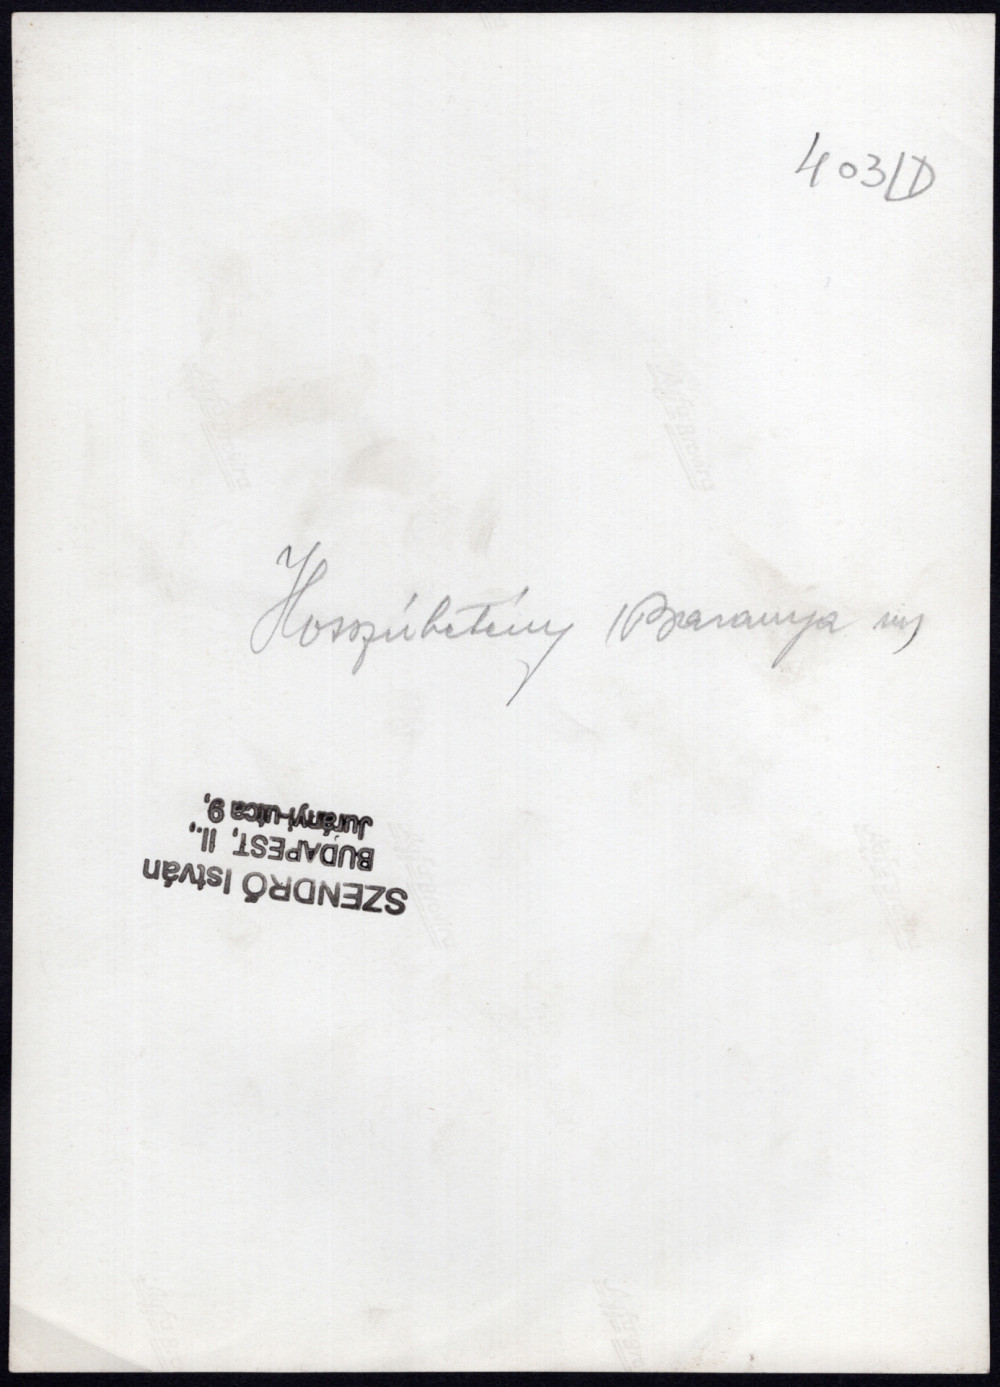 403/D
Hosszúhetény (Baranya m)
SZENDRŐ István
BUDAPEST, II.,
Jurányi-utca 9,